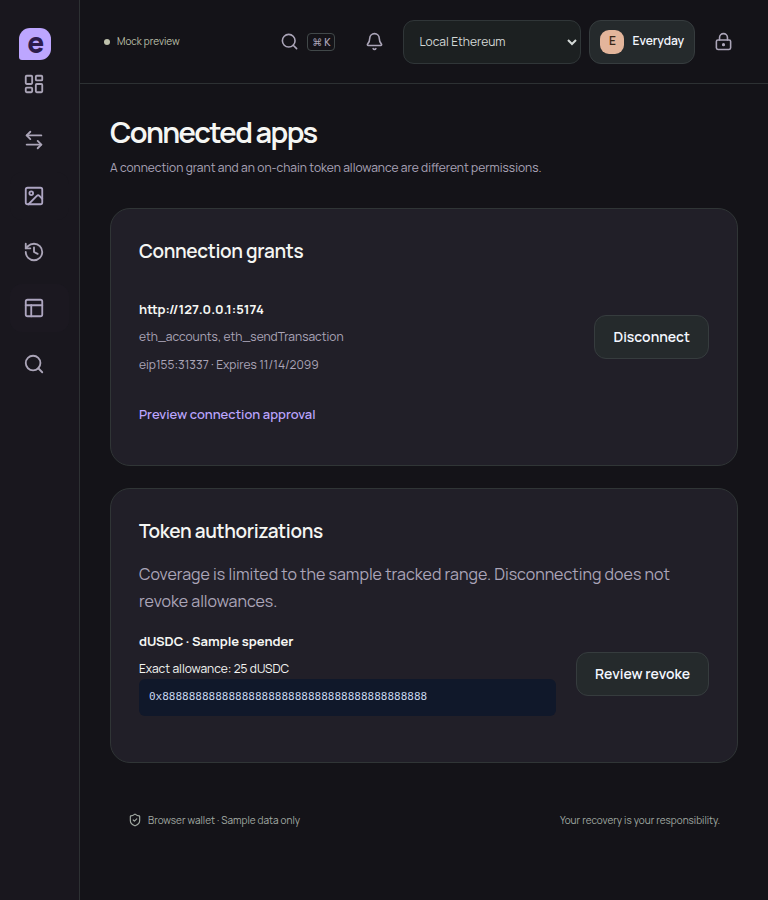 e
Mock preview
⌘ K
Local Ethereum
E
Everyday
Connected apps
A connection grant and an on-chain token allowance are different permissions.
Connection grants
http://127.0.0.1:5174
eth_accounts, eth_sendTransaction
eip155:31337 · Expires 11/14/2099
Disconnect
Preview connection approval
Token authorizations
Coverage is limited to the sample tracked range. Disconnecting does not
revoke allowances.
dUSDC · Sample spender
Exact allowance: 25 dUSDC
0x8888888888888888888888888888888888888888
Review revoke
Browser wallet · Sample data only
Your recovery is your responsibility.